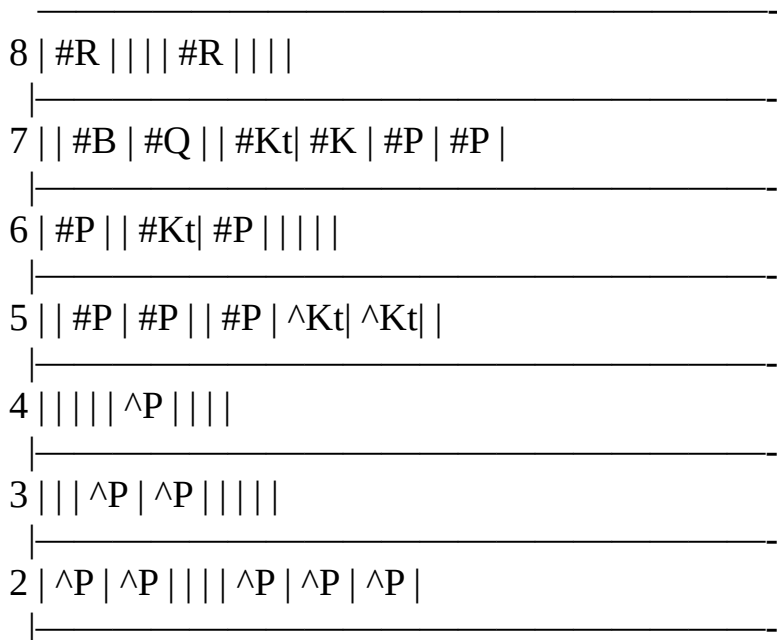 8 | #R | | | | #R | | | |
7 | | #B | #Q | | #Kt| #K | #P | #P |
6 | #P | | #Kt| #P | | | | |
5 | | #P | #P | | #P | ^Kt| ^Kt| |
4 | | | | | ^P | | | |
3 | | | ^P | ^P | | | | |
2 | ^P | ^P | | | | ^P | ^P | ^P |